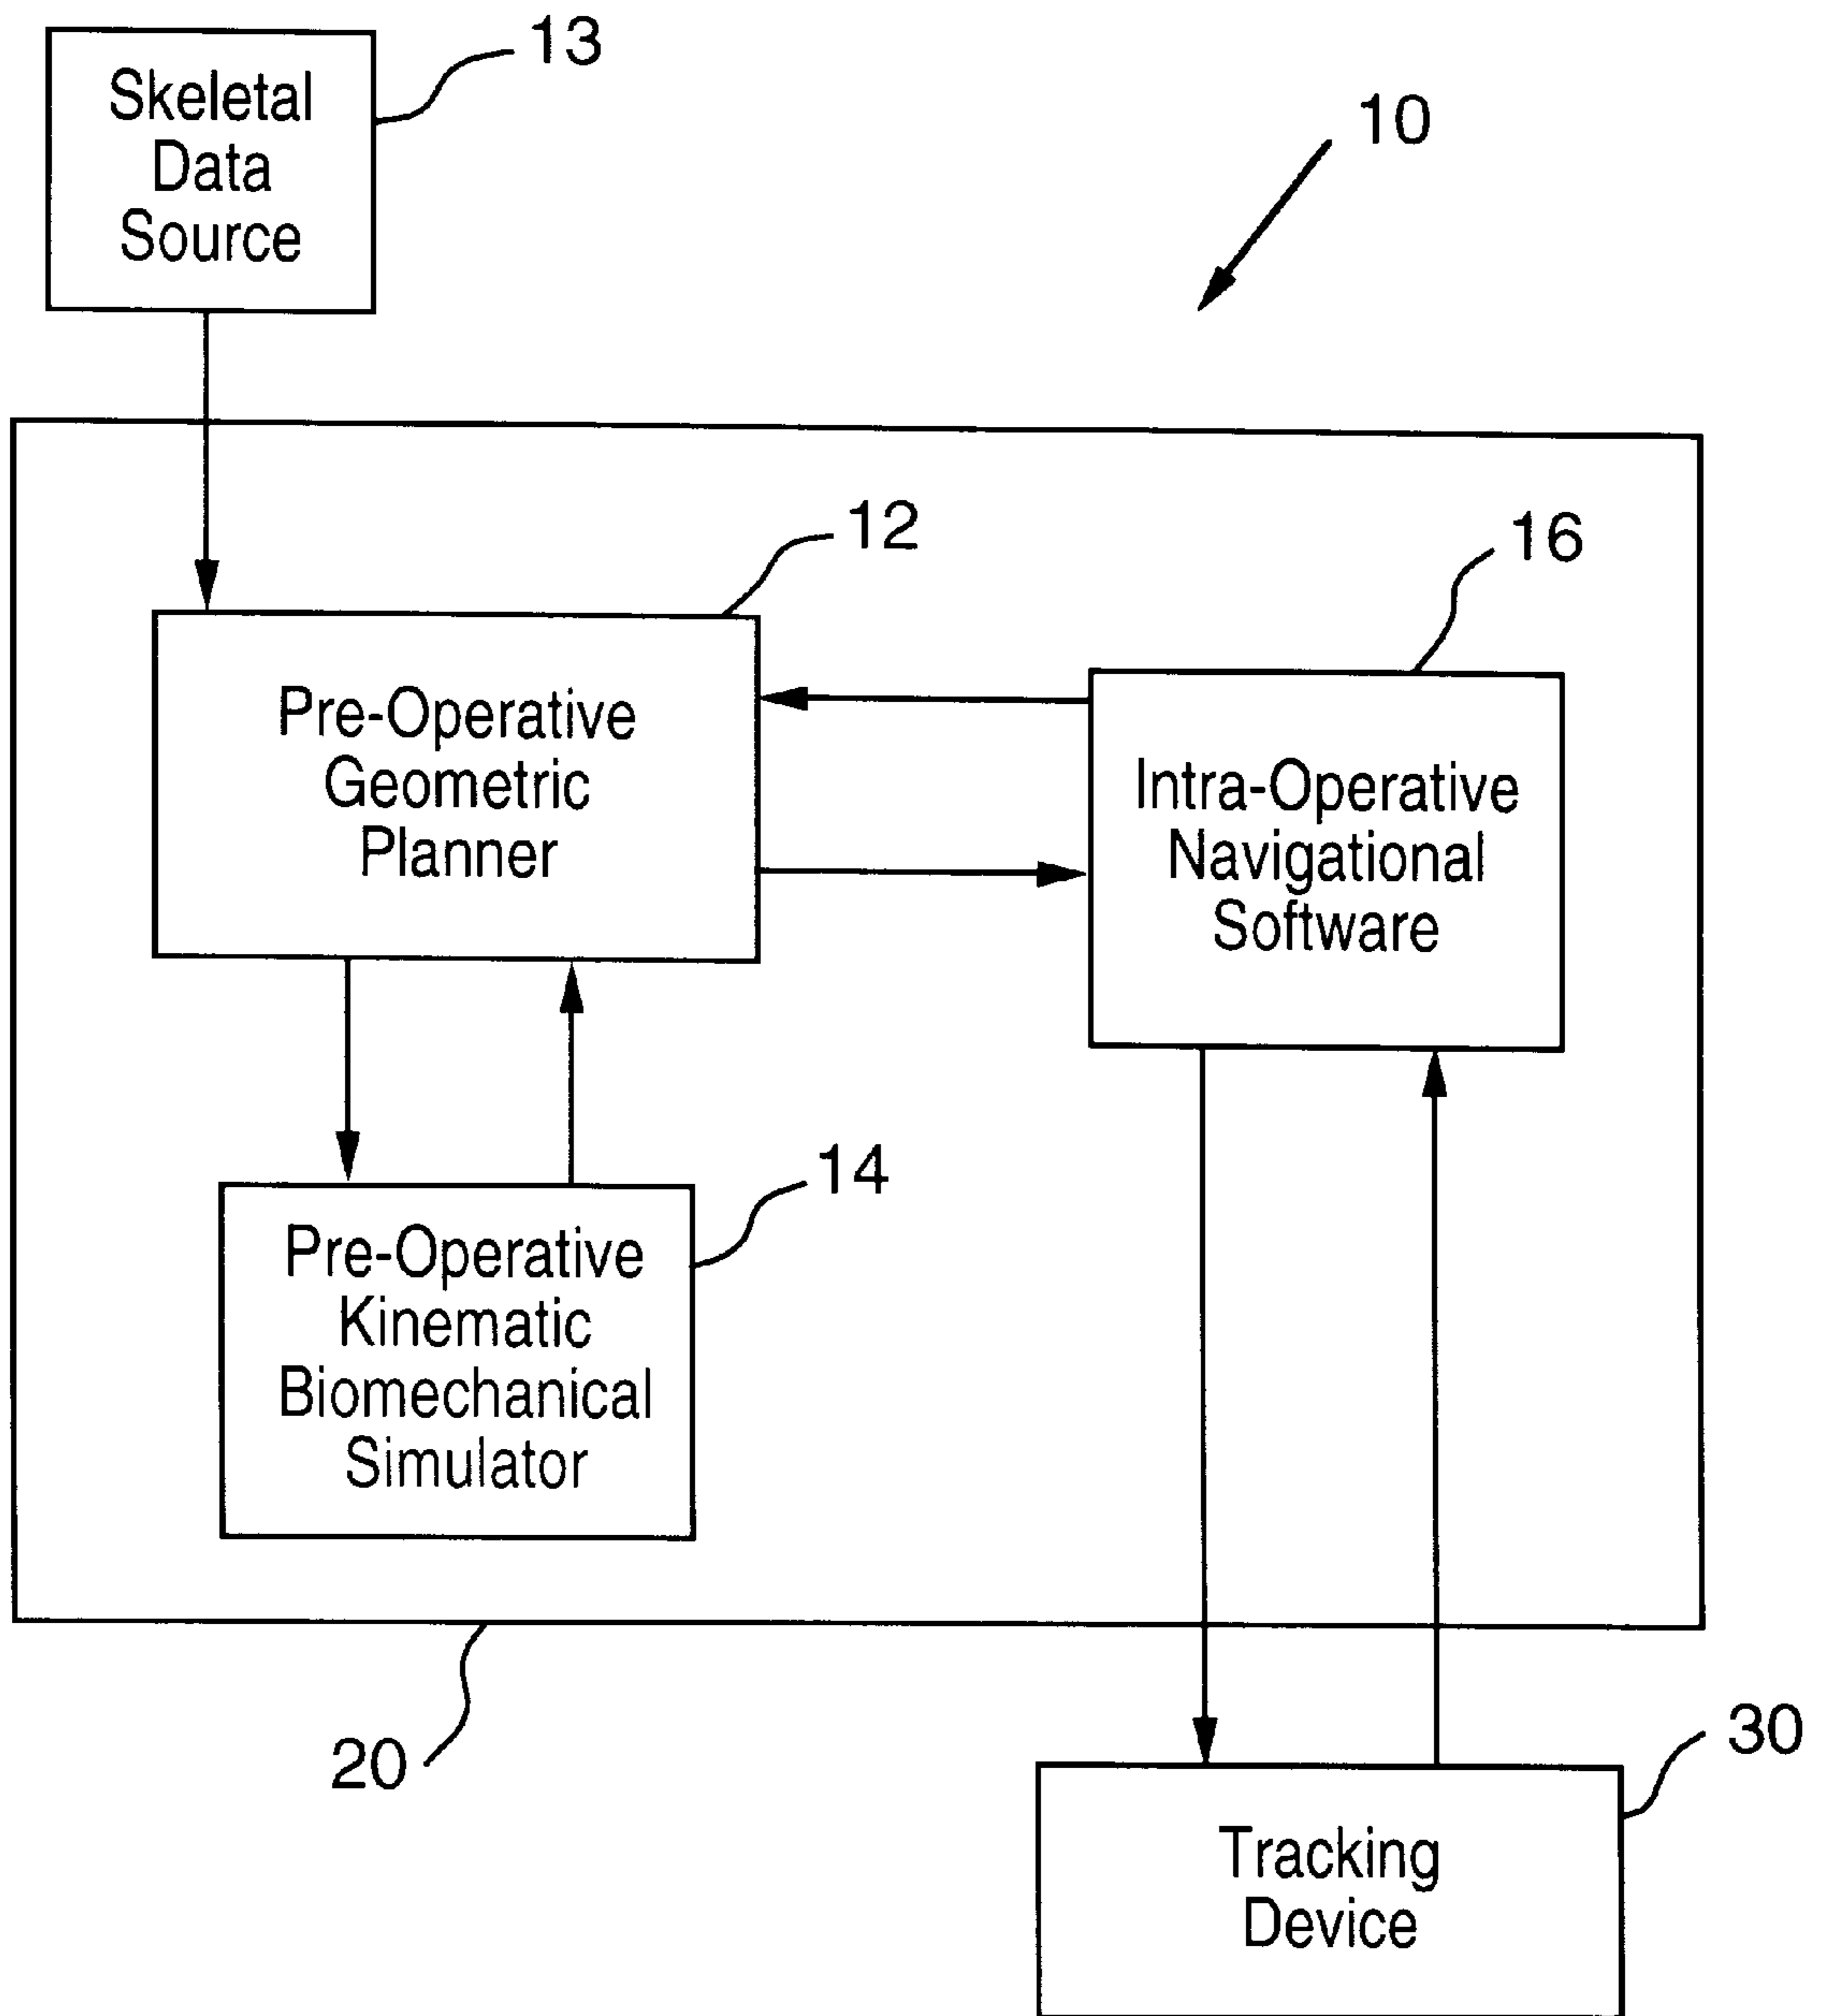 13
Skeletal
Data
Source
10
12
16
Pre-Operative
Geometric
Planner
Intra-Operative
Navigational
Software
14
Pre-Operative
Kinematic
Biomechanical
Simulator
20
30
Tracking
Device